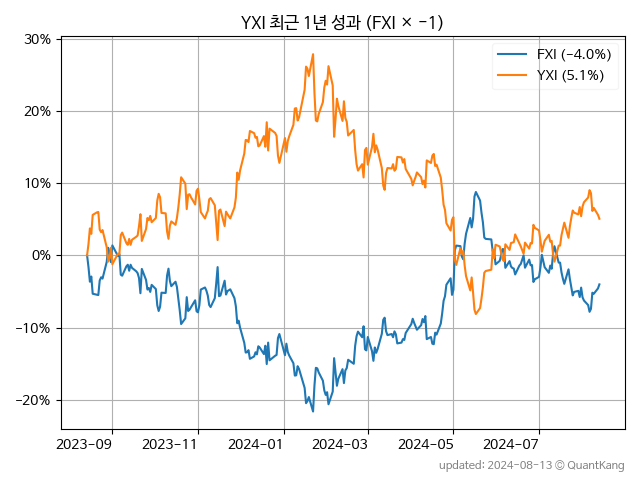 YXI 최근 1년 성과 (FXI × −1)
30%
20%
10%
0%
−10%
−20%
FXI (−4.0%)
YXI (5.1%)
2023−09 2023−11 2024−01 2024−03 2024−05 2024−07
updated: 2024−08−13 © QuantKang